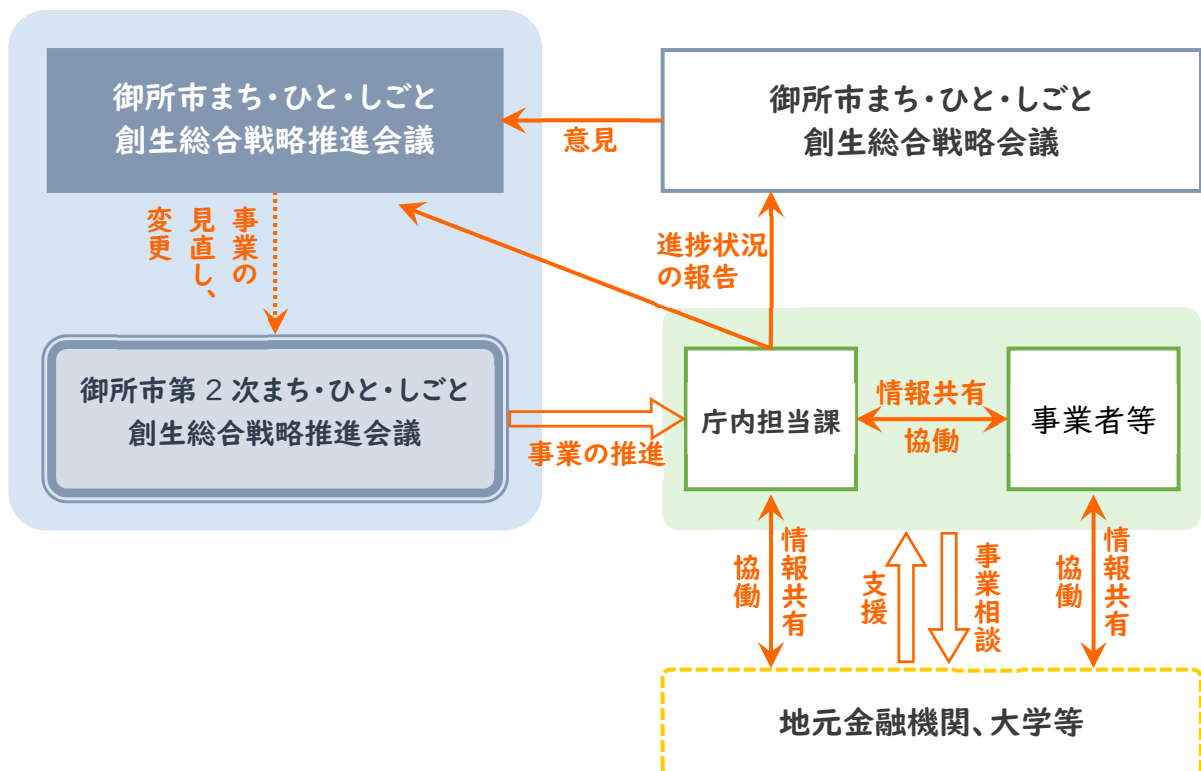 御所市まち・ひと・しごと
創生総合戦略推進会議
意見
御所市まち・ひと・しごと
創生総合戦略会議
事業の
見直し、
変更
進捗状況
の報告
御所市第２次まち・ひと・しごと
創生総合戦略推進会議
事業の推進
庁内担当課
情報共有
協働
事業者等
協働
情報共有
支援
事業相談
協働
情報共有
地元金融機関、大学等